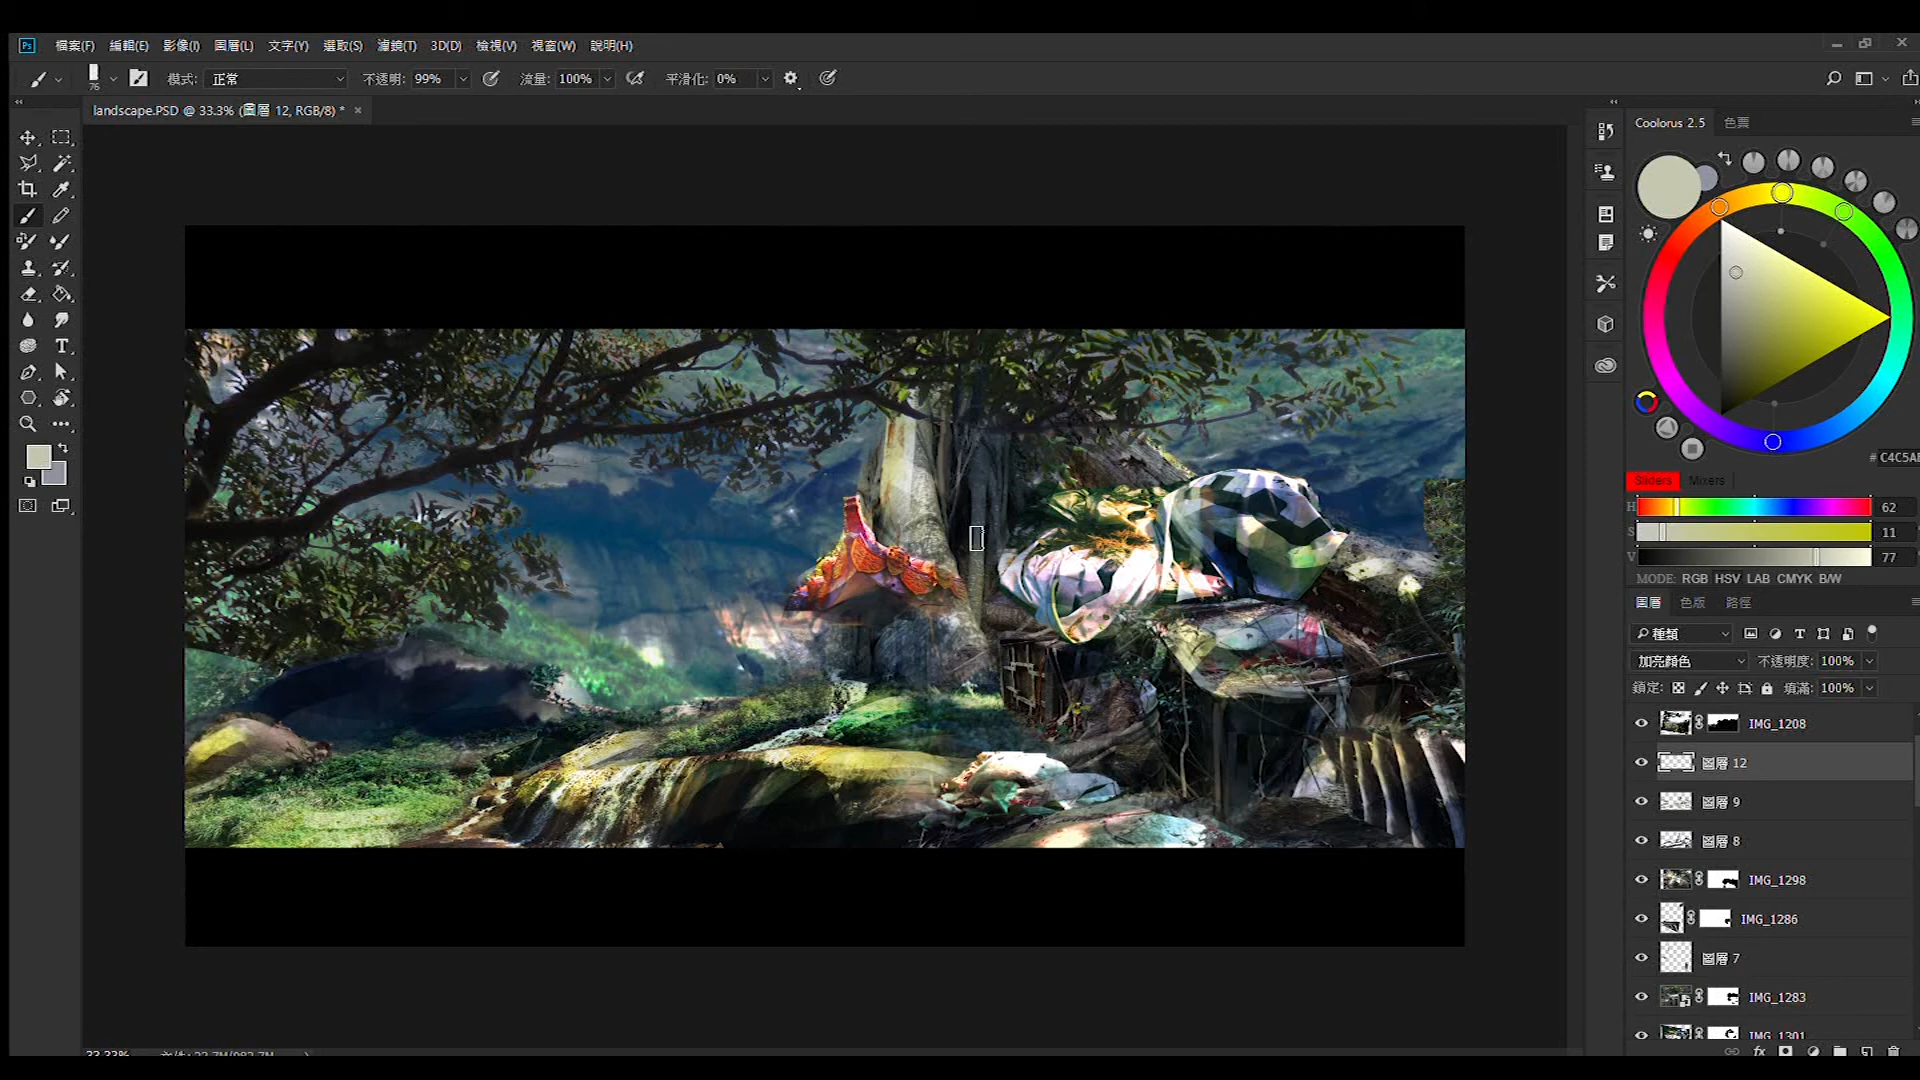 Ps 檔案(F) 編輯(E) 影像(I) 圖層(L) 文字(Y) 選取(S) 濾鏡(T) 3D(D) 檢視(V) 視窗(W) 說明(H)
76 模式: 正常 不透明: 99% 流量: 100% 平滑化: 0%
landscape.PSD @ 33.3% (圖層 12, RGB/8) *
Coolorus 2.5 色票
# C4C5AE
Sliders Mixers
H 62
S 11
V 77
MODE: RGB HSV LAB CMYK B/W
圖層 色版 路徑
種類
加亮顏色 不透明度: 100%
鎖定: 填滿: 100%
IMG_1208
圖層 12
圖層 9
圖層 8
IMG_1298
IMG_1286
圖層 7
IMG_1283
IMG_1301
fx